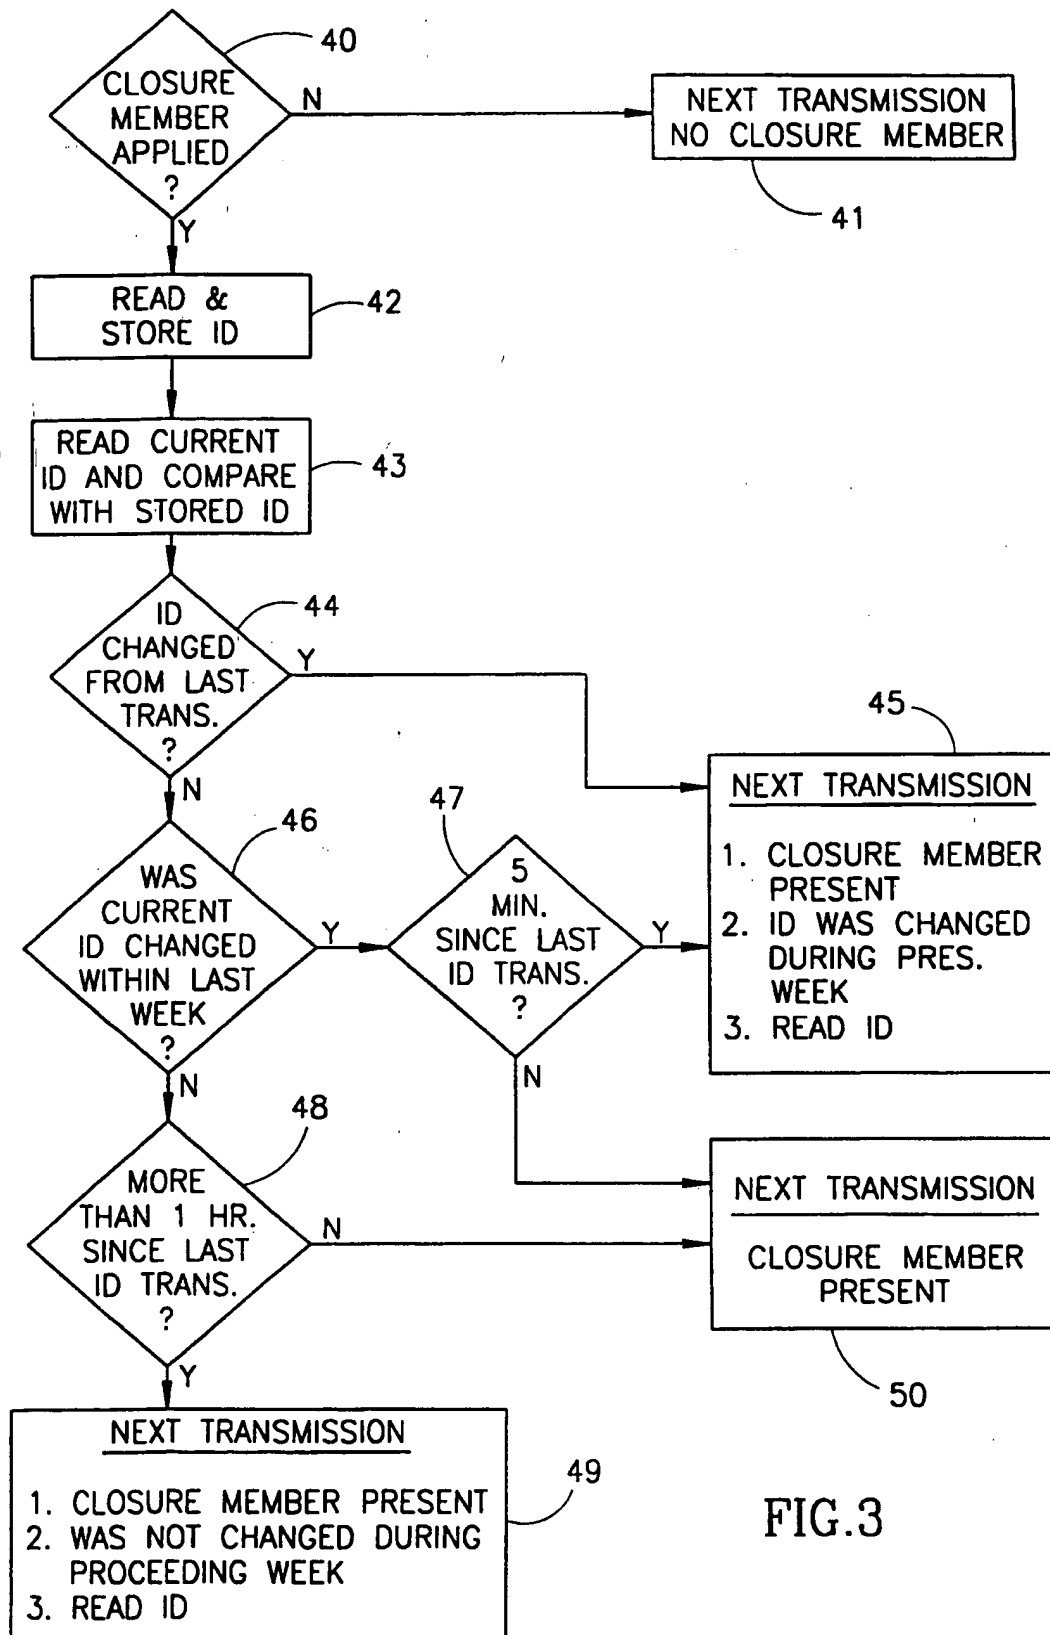 40
CLOSURE
MEMBER
APPLIED
?
N
Y
NEXT TRANSMISSION
NO CLOSURE MEMBER
41
READ &
STORE ID
42
READ CURRENT
ID AND COMPARE
WITH STORED ID
43
ID
CHANGED
FROM LAST
TRANS.
?
44
Y
N
45
NEXT TRANSMISSION
1. CLOSURE MEMBER
PRESENT
2. ID WAS CHANGED
DURING PRES.
WEEK
3. READ ID
46
WAS
CURRENT
ID CHANGED
WITHIN LAST
WEEK
?
Y
N
47
5
MIN.
SINCE LAST
ID TRANS.
?
Y
N
48
MORE
THAN 1 HR.
SINCE LAST
ID TRANS.
?
N
Y
NEXT TRANSMISSION
CLOSURE MEMBER
PRESENT
50
NEXT TRANSMISSION
1. CLOSURE MEMBER PRESENT
2. WAS NOT CHANGED DURING
PROCEEDING WEEK
3. READ ID
49
FIG.3